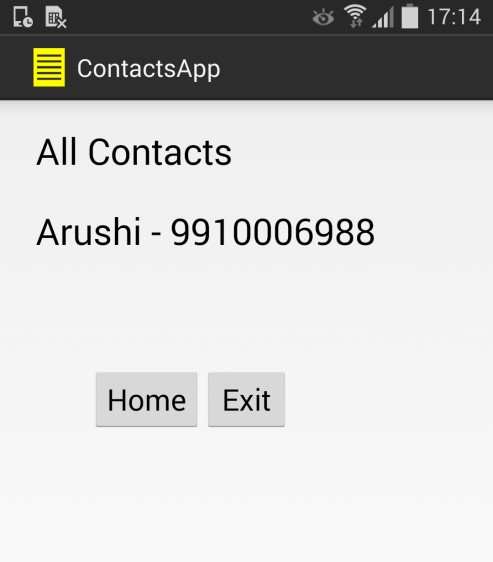 17:14
ContactsApp
All Contacts
Arushi - 9910006988
Home Exit